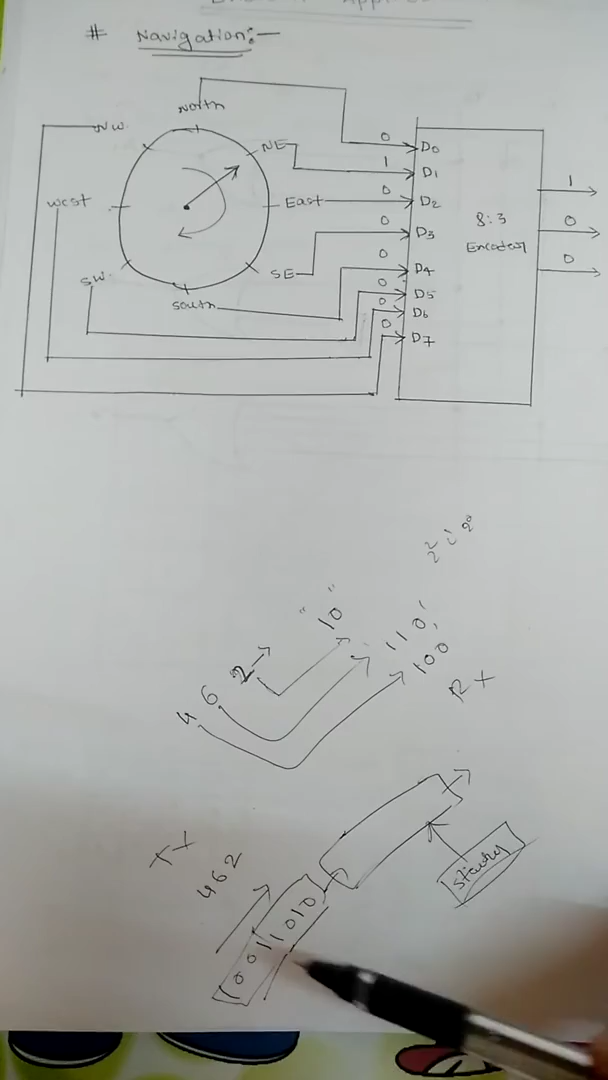 # Navigation:-
North
NW.
NE
West
East
SW.
SE
South
0 D0
1 D1
0 D2
0 D3
0 D4
0 D5
0 D6
0 D7
8:3
Encoder
1
0
0
2² 2¹ 2⁰
"10"
4 6 2
110
100
RX
TX
462
10011010